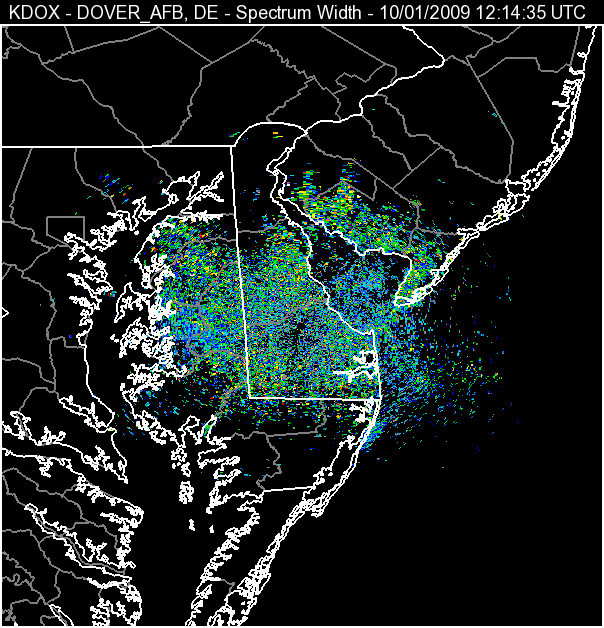 KDOX - DOVER_AFB, DE - Spectrum Width - 10/01/2009 12:14:35 UTC